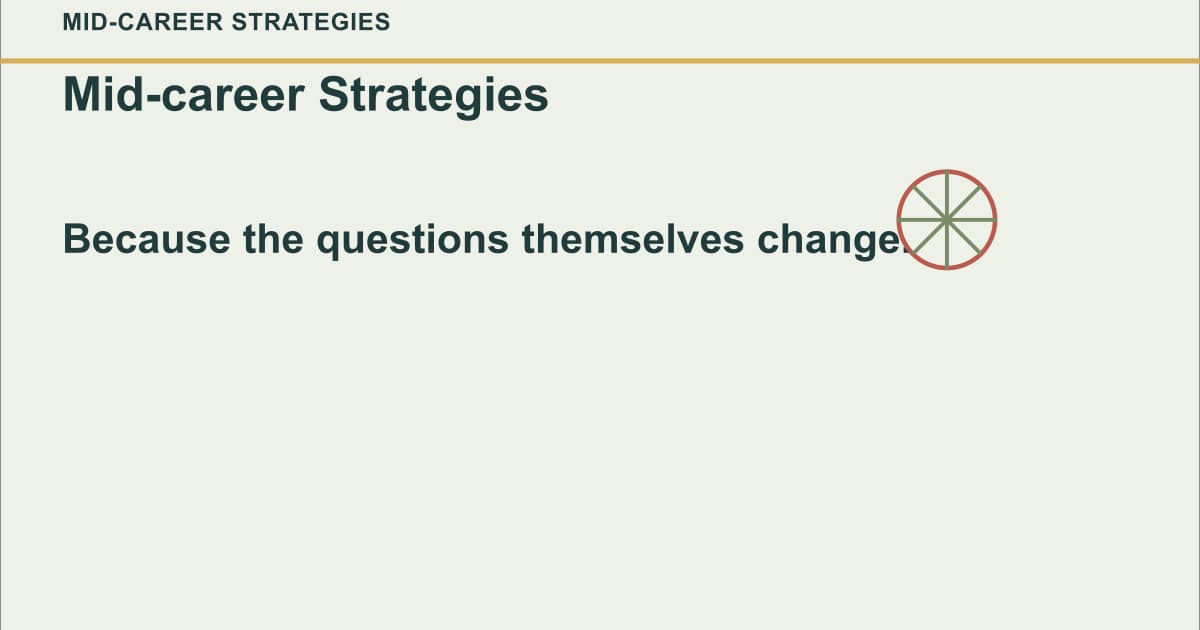 MID-CAREER STRATEGIES
Mid-career Strategies
Because the questions themselves change.